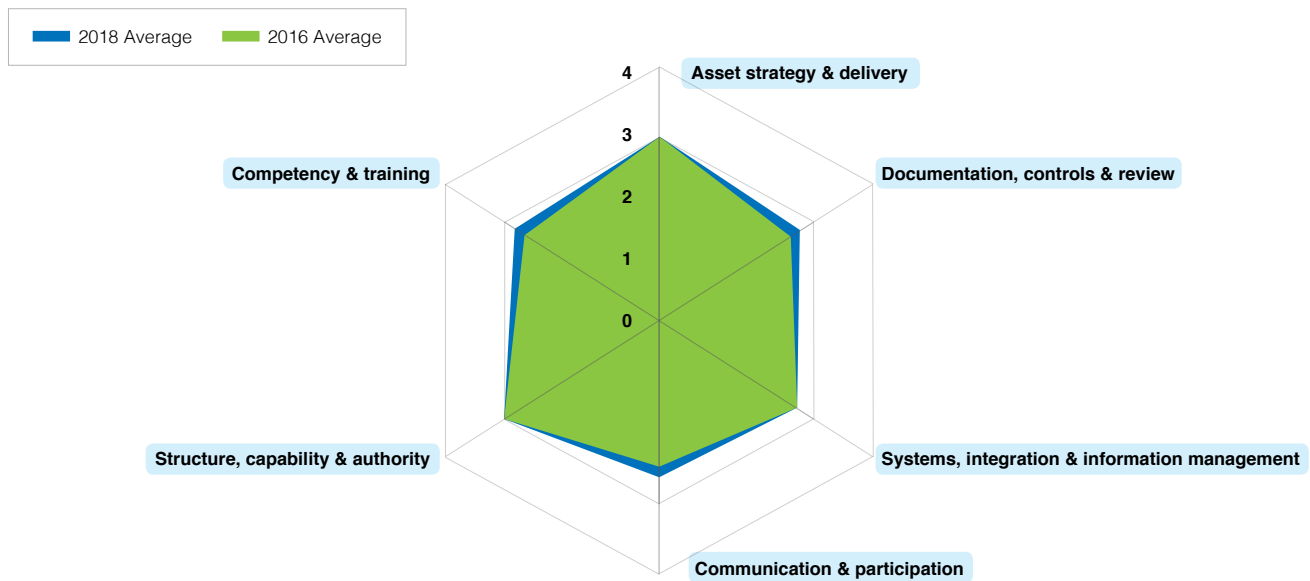 2018 Average
2016 Average
4
Asset strategy & delivery
3
Competency & training
Documentation, controls & review
2
1
0
Structure, capability & authority
Systems, integration & information management
Communication & participation